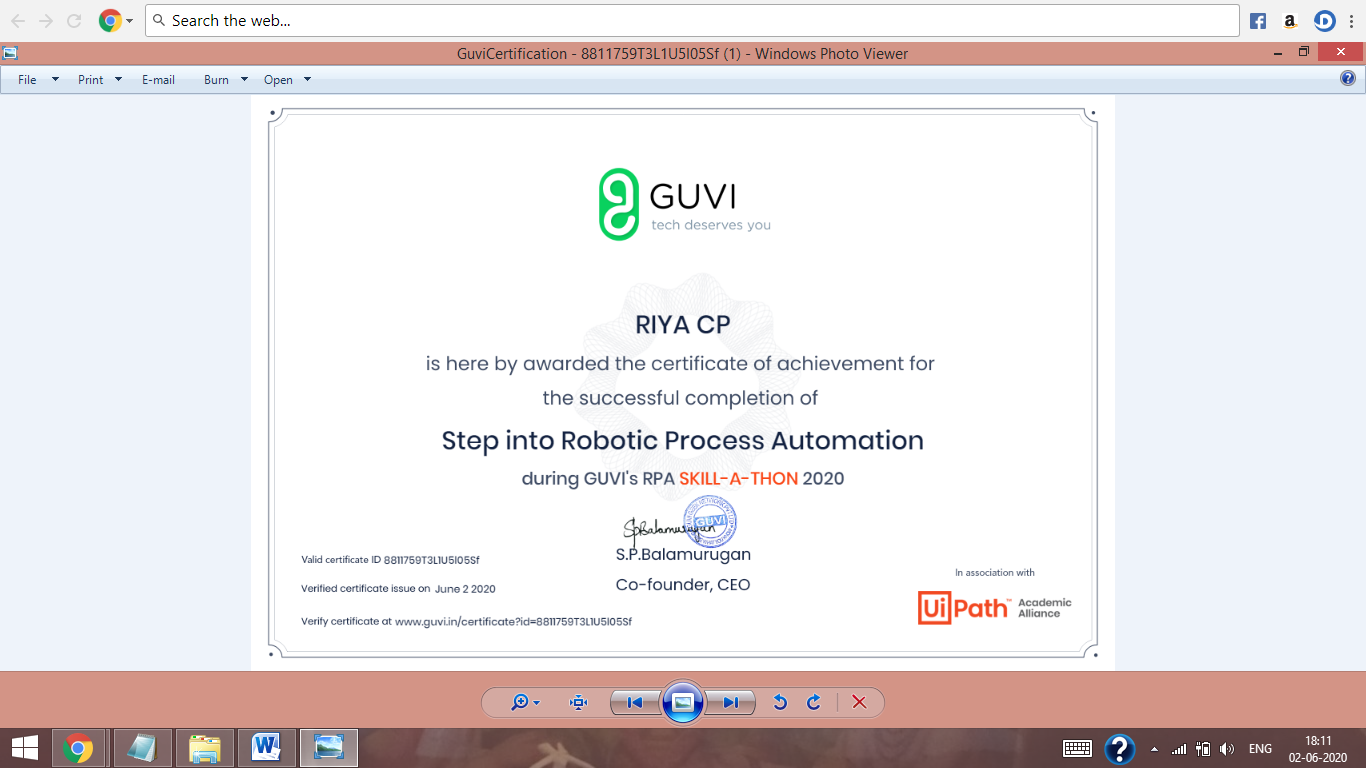 Search the web...
GuviCertification - 8811759T3L1U5I05Sf (1) - Windows Photo Viewer
File Print E-mail Burn Open
GUVI
tech deserves you
RIYA CP
is here by awarded the certificate of achievement for
the successful completion of
Step into Robotic Process Automation
during GUVI's RPA SKILL-A-THON 2020
SPBalamurugan
GUVI
S.P.Balamurugan
Co-founder, CEO
Valid certificate ID 8811759T3L1U5I05Sf
Verified certificate issue on June 2 2020
Verify certificate at www.guvi.in/certificate?id=8811759T3L1U5I05Sf
In association with
UiPath™ Academic
Alliance
ENG
18:11
02-06-2020